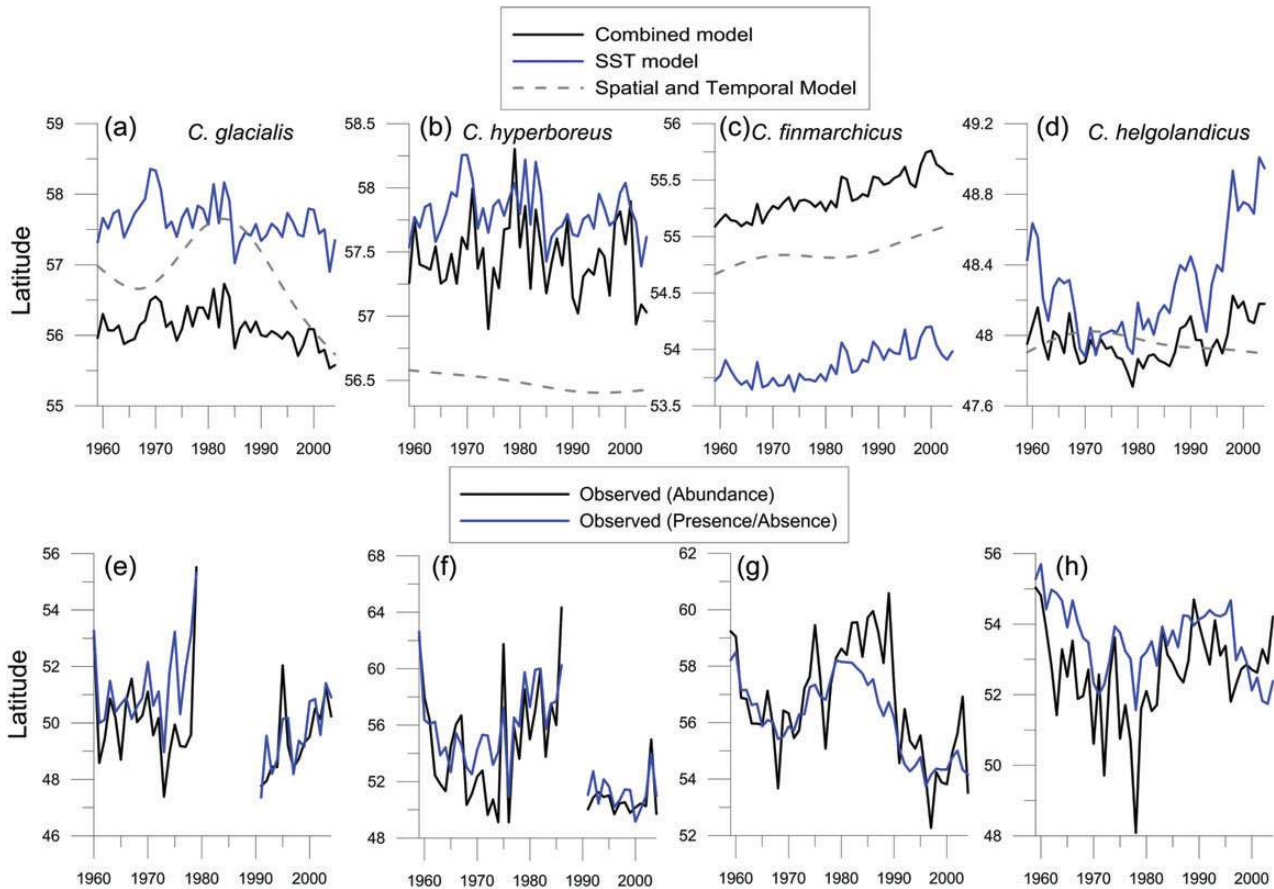 Combined model
SST model
Spatial and Temporal Model
(a) C. glacialis
(b) C. hyperboreus
(c) C. finmarchicus
(d) C. helgolandicus
Latitude
59
58
57
56
55
58.5
58
57.5
57
56.5
56
55.5
55
54.5
54
53.5
49.2
48.8
48.4
48
47.6
1960 1970 1980 1990 2000
1960 1970 1980 1990 2000
1960 1970 1980 1990 2000
1960 1970 1980 1990 2000
Observed (Abundance)
Observed (Presence/Absence)
(e)
(f)
(g)
(h)
Latitude
56
54
52
50
48
46
68
64
60
56
52
48
62
60
58
56
54
52
56
54
52
50
48
1960 1970 1980 1990 2000
1960 1970 1980 1990 2000
1960 1970 1980 1990 2000
1960 1970 1980 1990 2000